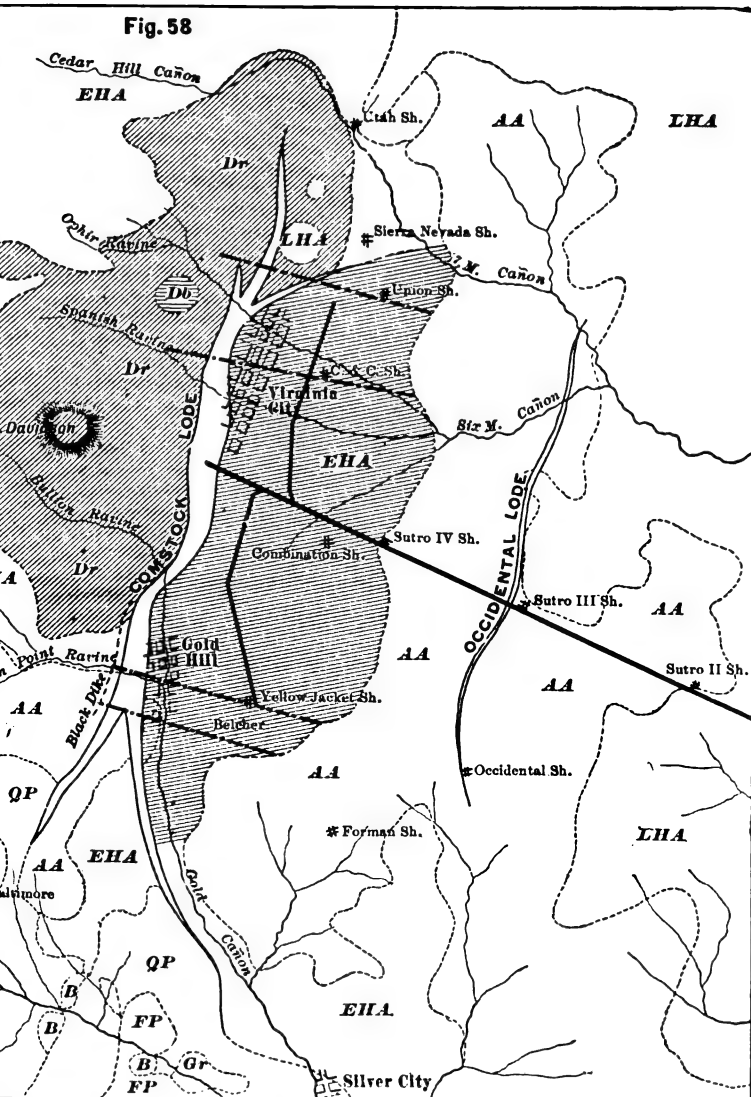 Fig. 58
Cedar Hill Cañon
EHA
Utah Sh.
AA
LHA
Dr
Ophir Ravine
LHA
Sierra Nevada Sh.
7 M. Cañon
Db
Union Sh.
Spanish Ravine
Dr
C. & C. Sh.
Virginia
City
LODE
Six M. Cañon
Davidson
EHA
Bullion Ravine
COMSTOCK
Combination Sh.
Sutro IV Sh.
OCCIDENTAL LODE
Dr
Sutro III Sh.
AA
Gold
Hill
Point Ravine
AA
AA
Sutro II Sh.
Black Dike
Yellow Jacket Sh.
AA
Belcher
AA
Occidental Sh.
QP
Forman Sh.
LHA
EHA
AA
Baltimore
Gold Cañon
QP
B
EHA
FP
B
B
Gr
FP
Silver City